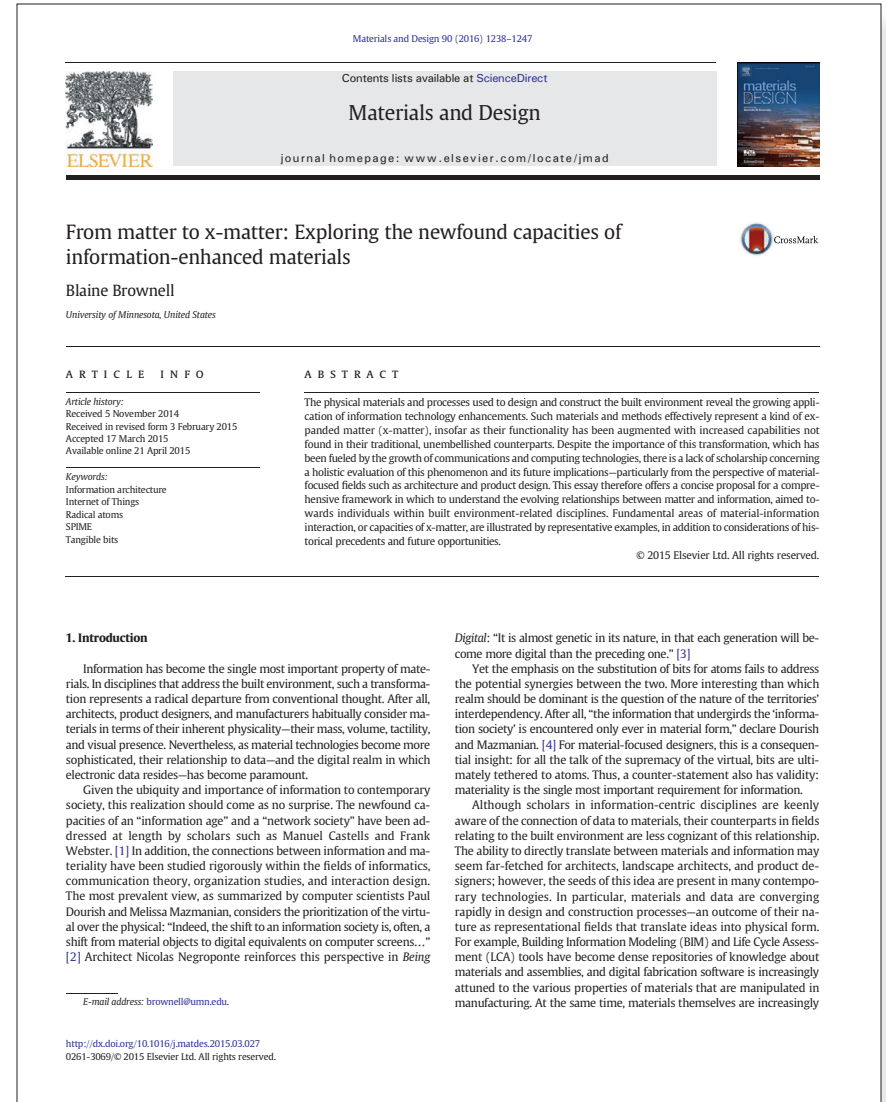 Materials and Design 90 (2016) 1238–1247
ELSEVIER
Contents lists available at ScienceDirect
Materials and Design
journal homepage: www.elsevier.com/locate/jmad
materials
DESIGN
From matter to x-matter: Exploring the newfound capacities of
information-enhanced materials
CrossMark
Blaine Brownell
University of Minnesota, United States
ARTICLE INFO
Article history:
Received 5 November 2014
Received in revised form 3 February 2015
Accepted 17 March 2015
Available online 21 April 2015
Keywords:
Information architecture
Internet of Things
Radical atoms
SPIME
Tangible bits
ABSTRACT
The physical materials and processes used to design and construct the built environment reveal the growing appli-
cation of information technology enhancements. Such materials and methods effectively represent a kind of ex-
panded matter (x-matter), insofar as their functionality has been augmented with increased capabilities not
found in their traditional, unembellished counterparts. Despite the importance of this transformation, which has
been fueled by the growth of communications and computing technologies, there is a lack of scholarship concerning
a holistic evaluation of this phenomenon and its future implications—particularly from the perspective of material-
focused fields such as architecture and product design. This essay therefore offers a concise proposal for a compre-
hensive framework in which to understand the evolving relationships between matter and information, aimed to-
wards individuals within built environment-related disciplines. Fundamental areas of material-information
interaction, or capacities of x-matter, are illustrated by representative examples, in addition to considerations of his-
torical precedents and future opportunities.
© 2015 Elsevier Ltd. All rights reserved.
1. Introduction
Information has become the single most important property of mate-
rials. In disciplines that address the built environment, such a transforma-
tion represents a radical departure from conventional thought. After all,
architects, product designers, and manufacturers habitually consider ma-
terials in terms of their inherent physicality—their mass, volume, tactility,
and visual presence. Nevertheless, as material technologies become more
sophisticated, their relationship to data—and the digital realm in which
electronic data resides—has become paramount.
Given the ubiquity and importance of information to contemporary
society, this realization should come as no surprise. The newfound ca-
pacities of an “information age” and a “network society” have been ad-
dressed at length by scholars such as Manuel Castells and Frank
Webster. [1] In addition, the connections between information and ma-
teriality have been studied rigorously within the fields of informatics,
communication theory, organization studies, and interaction design.
The most prevalent view, as summarized by computer scientists Paul
Dourish and Melissa Mazmanian, considers the prioritization of the virtu-
al over the physical: “Indeed, the shift to an information society is, often, a
shift from material objects to digital equivalents on computer screens…”
[2] Architect Nicolas Negroponte reinforces this perspective in Being
Digital: “It is almost genetic in its nature, in that each generation will be-
come more digital than the preceding one.” [3]
Yet the emphasis on the substitution of bits for atoms fails to address
the potential synergies between the two. More interesting than which
realm should be dominant is the question of the nature of the territories'
interdependency. After all, “the information that undergirds the ‘informa-
tion society’ is encountered only ever in material form,” declare Dourish
and Mazmanian. [4] For material-focused designers, this is a consequen-
tial insight: for all the talk of the supremacy of the virtual, bits are ulti-
mately tethered to atoms. Thus, a counter-statement also has validity:
materiality is the single most important requirement for information.
Although scholars in information-centric disciplines are keenly
aware of the connection of data to materials, their counterparts in fields
relating to the built environment are less cognizant of this relationship.
The ability to directly translate between materials and information may
seem far-fetched for architects, landscape architects, and product de-
signers; however, the seeds of this idea are present in many contempo-
rary technologies. In particular, materials and data are converging
rapidly in design and construction processes—an outcome of their na-
ture as representational fields that translate ideas into physical form.
For example, Building Information Modeling (BIM) and Life Cycle Assess-
ment (LCA) tools have become dense repositories of knowledge about
materials and assemblies, and digital fabrication software is increasingly
attuned to the various properties of materials that are manipulated in
manufacturing. At the same time, materials themselves are increasingly
E-mail address: brownell@umn.edu.
http://dx.doi.org/10.1016/j.matdes.2015.03.027
0261-3069/© 2015 Elsevier Ltd. All rights reserved.